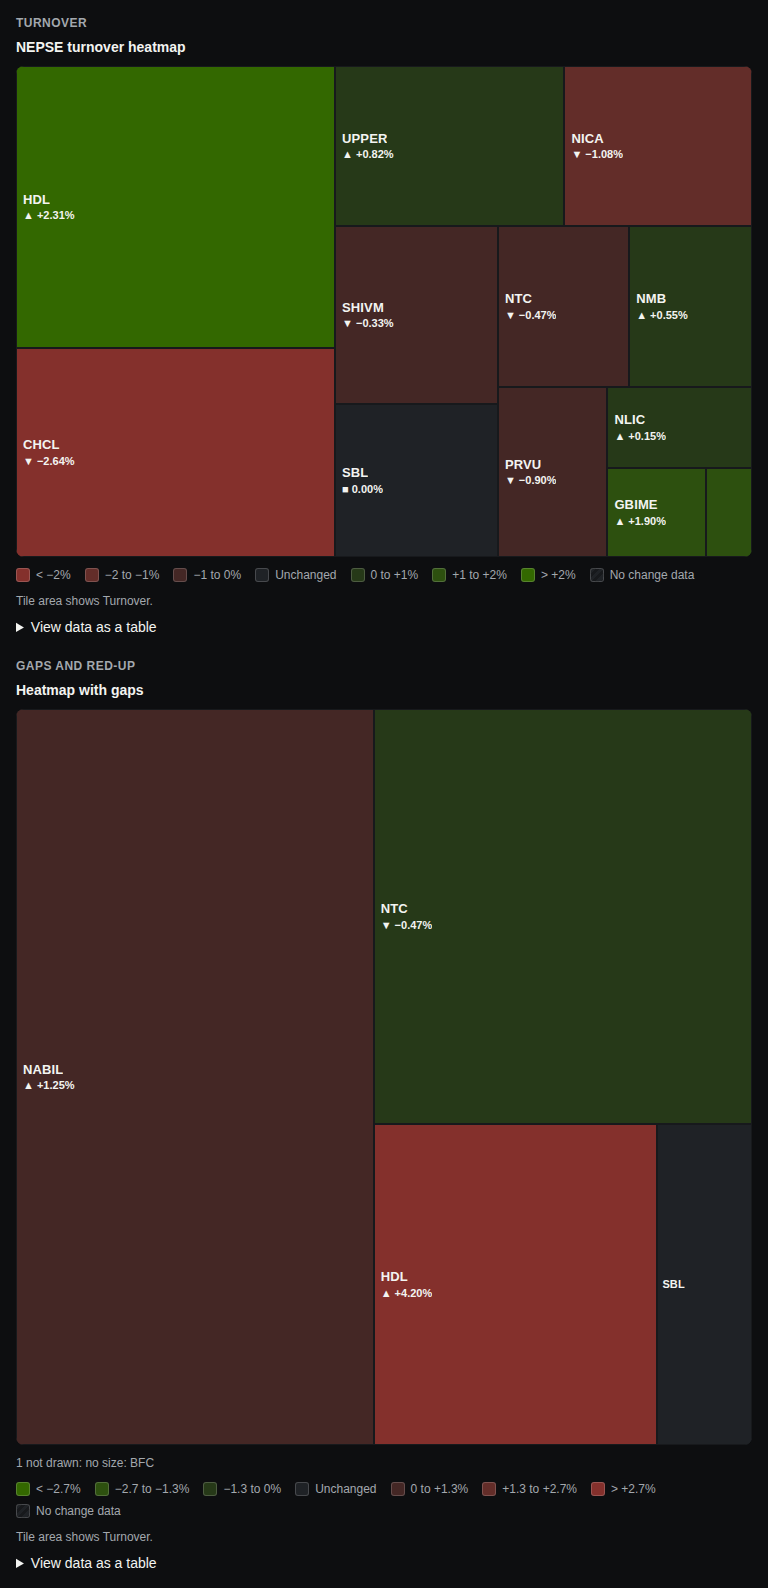 TURNOVER
NEPSE turnover heatmap
HDL
▲ +2.31%
UPPER
▲ +0.82%
NICA
▼ −1.08%
SHIVM
▼ −0.33%
NTC
▼ −0.47%
NMB
▲ +0.55%
CHCL
▼ −2.64%
SBL
■ 0.00%
PRVU
▼ −0.90%
NLIC
▲ +0.15%
GBIME
▲ +1.90%
< −2% −2 to −1% −1 to 0% Unchanged 0 to +1% +1 to +2% > +2% No change data
Tile area shows Turnover.
▶ View data as a table
GAPS AND RED-UP
Heatmap with gaps
NABIL
▲ +1.25%
NTC
▼ −0.47%
HDL
▲ +4.20%
SBL
1 not drawn: no size: BFC
< −2.7% −2.7 to −1.3% −1.3 to 0% Unchanged 0 to +1.3% +1.3 to +2.7% > +2.7%
No change data
Tile area shows Turnover.
▶ View data as a table